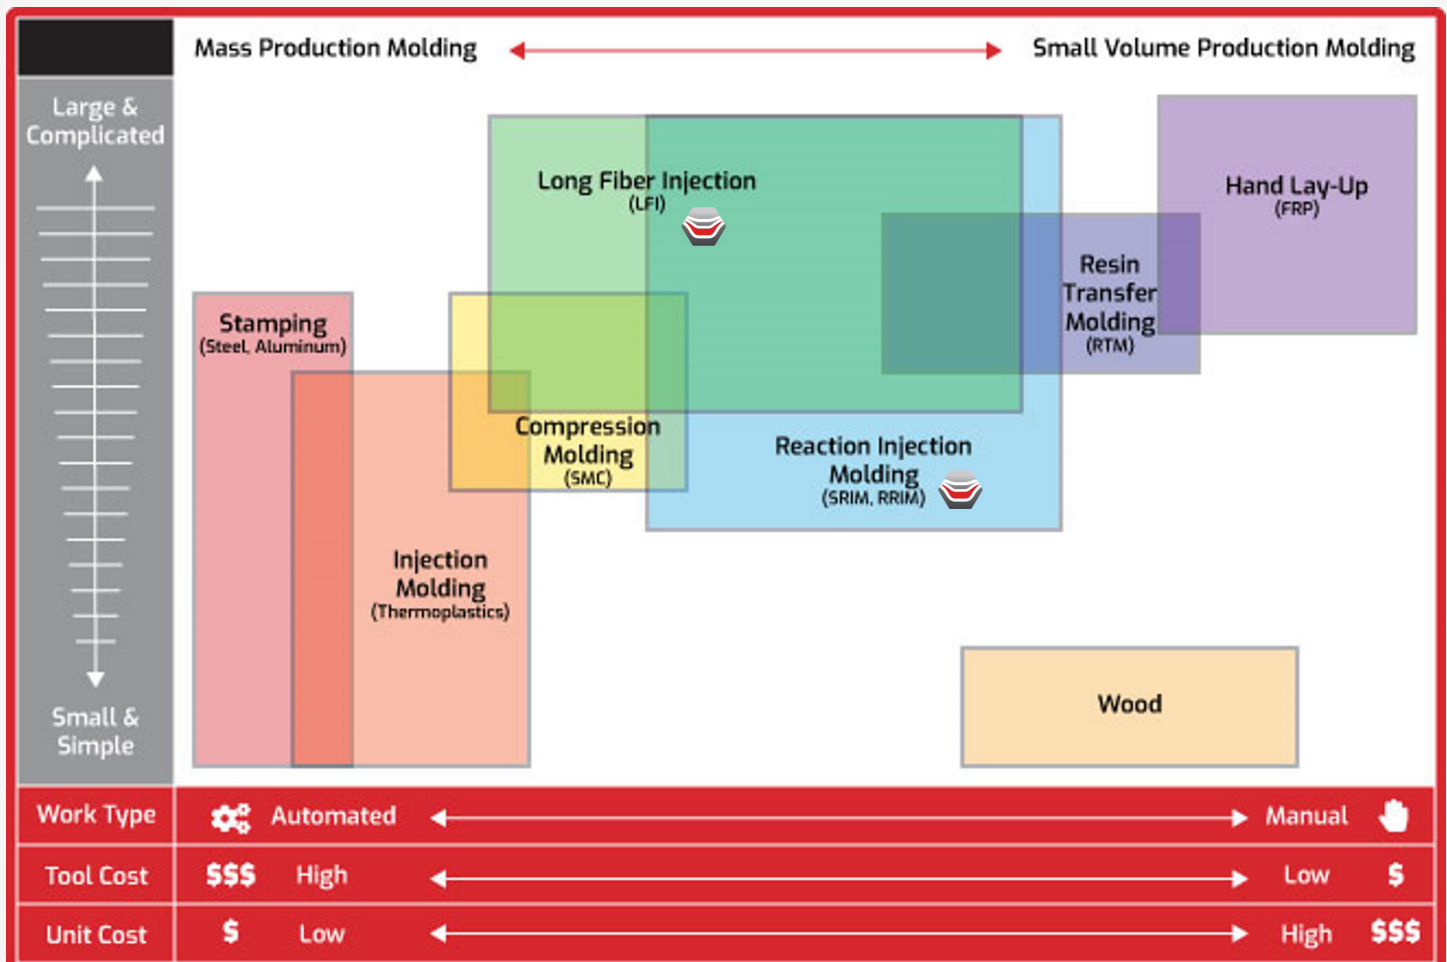 Mass Production Molding
Small Volume Production Molding
Large &
Complicated
Small &
Simple
Long Fiber Injection
(LFI)
Hand Lay-Up
(FRP)
Resin
Transfer
Molding
(RTM)
Stamping
(Steel, Aluminum)
Compression
Molding
(SMC)
Reaction Injection
Molding
(SRIM, RRIM)
Injection
Molding
(Thermoplastics)
Wood
Work Type
Automated
Manual
Tool Cost
$$$ High
Low $
Unit Cost
$ Low
High $$$